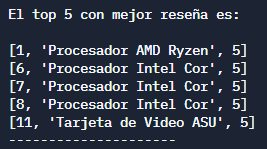 El top 5 con mejor reseña es:
[1, 'Procesador AMD Ryzen', 5]
[6, 'Procesador Intel Cor', 5]
[7, 'Procesador Intel Cor', 5]
[8, 'Procesador Intel Cor', 5]
[11, 'Tarjeta de Video ASU', 5]
---------------------